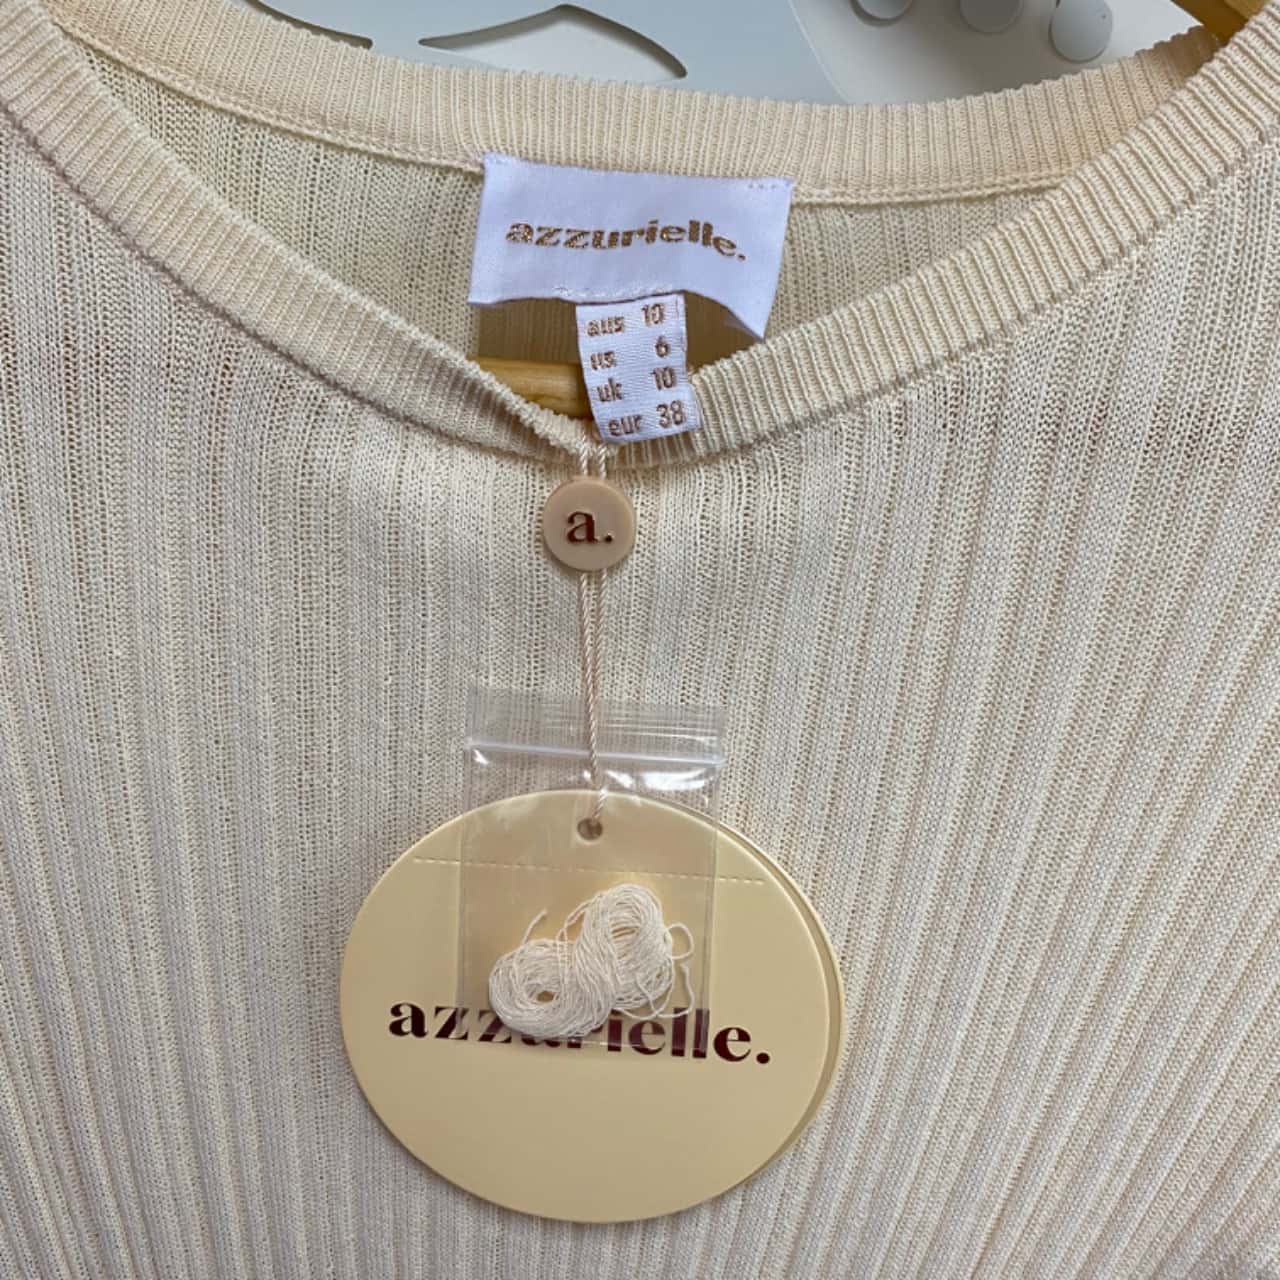 azzurielle.
aus 10
us 6
uk 10
eur 38
a.
azzurielle.